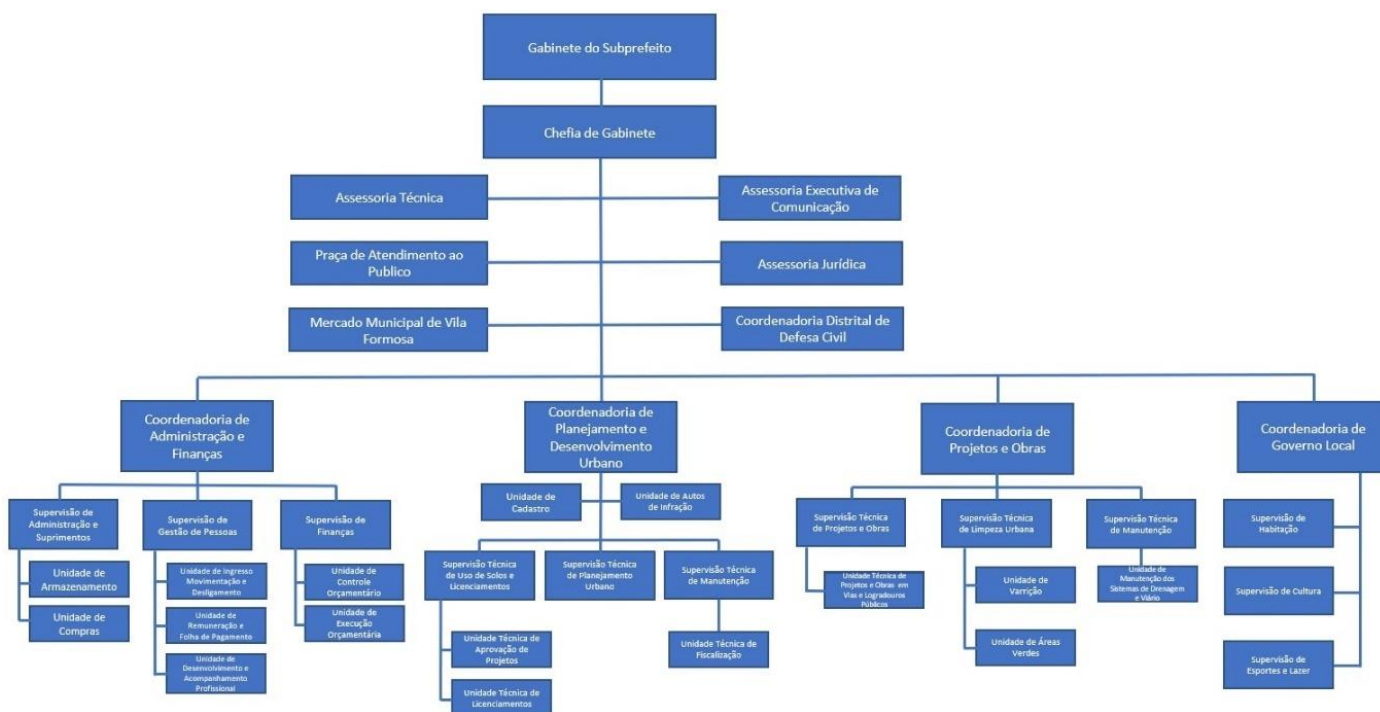 Gabinete do Subprefeito
Chefia de Gabinete
Assessoria Técnica
Assessoria Executiva de
Comunicação
Praça de Atendimento ao
Publico
Assessoria Jurídica
Mercado Municipal de Vila
Formosa
Coordenadoria Distrital de
Defesa Civil
Coordenadoria de
Administração e
Finanças
Coordenadoria de
Planejamento e
Desenvolvimento
Urbano
Coordenadoria de
Projetos e Obras
Coordenadoria de
Governo Local
Supervisão de
Administração e
Suprimentos
Unidade de
Armazenamento
Unidade de
Compras
Supervisão de
Gestão de Pessoas
Unidade de Ingresso
Movimentação e
Desligamento
Unidade de
Remuneração e
Folha de Pagamento
Unidade de
Desenvolvimento e
Acompanhamento
Profissional
Supervisão de
Finanças
Unidade de
Controle
Orçamentário
Unidade de
Execução
Orçamentária
Unidade de
Cadastro
Unidade de Autos
de Infração
Supervisão Técnica
de Uso de Solos e
Licenciamentos
Unidade Técnica de
Aprovação de
Projetos
Unidade Técnica de
Licenciamentos
Supervisão Técnica
de Planejamento
Urbano
Supervisão Técnica
de Manutenção
Unidade Técnica de
Fiscalização
Supervisão Técnica
de Projetos e Obras
Unidade Técnica de
Projetos e Obras em
Vias e Logradouros
Públicos
Supervisão Técnica
de Limpeza Urbana
Unidade de
Varrição
Unidade de Áreas
Verdes
Supervisão Técnica
de Manutenção
Unidade de
Manutenção dos
Sistemas de Drenagem
e Viário
Supervisão de
Habitação
Supervisão de Cultura
Supervisão de
Esportes e Lazer